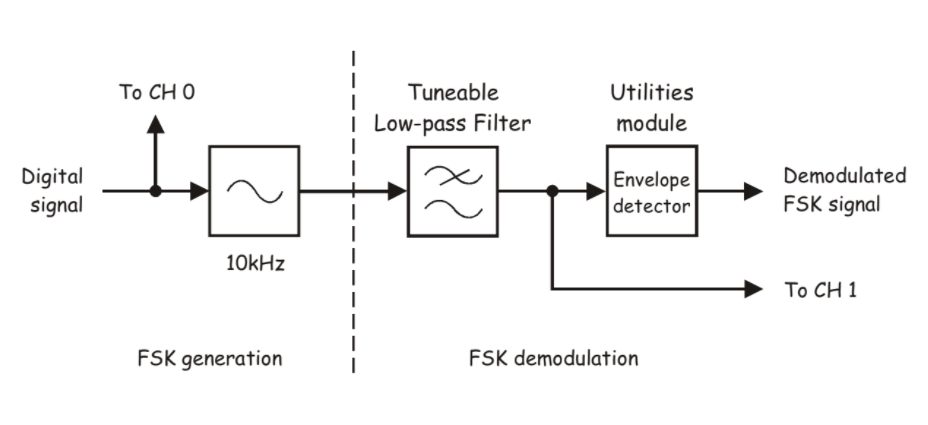 To CH 0
Tuneable
Low-pass Filter
Utilities
module
Digital
signal
Envelope
detector
Demodulated
FSK signal
10kHz
To CH 1
FSK generation
FSK demodulation